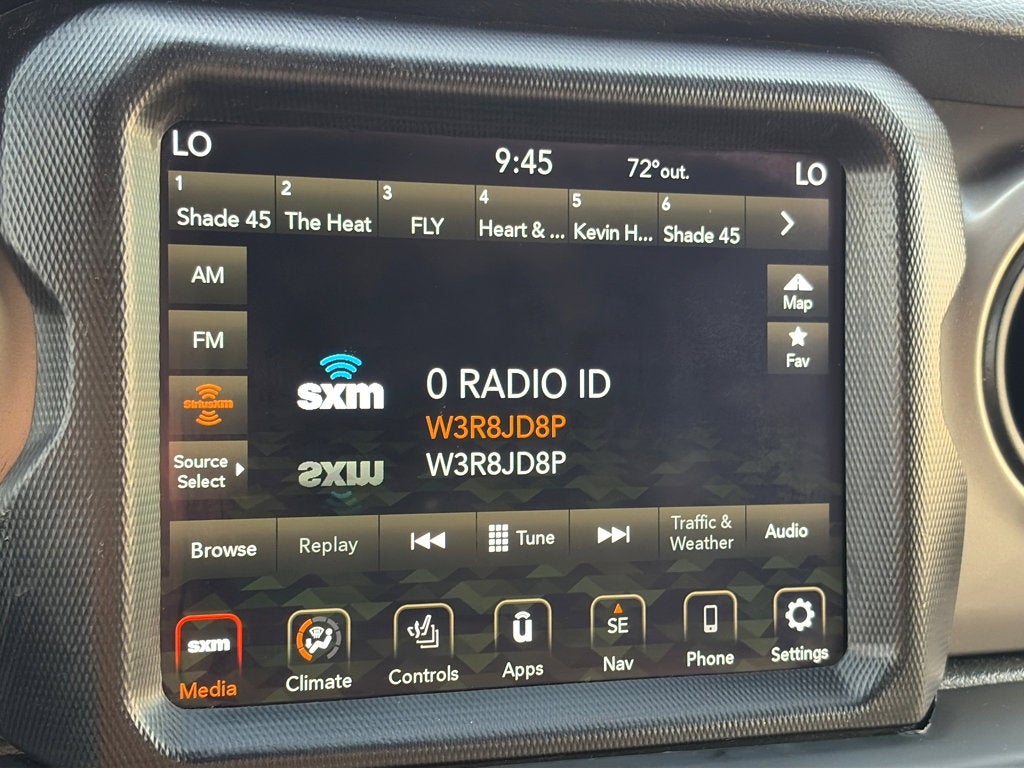 LO 9:45 72°out. LO
1 2 3 4 5 6
Shade 45 The Heat FLY Heart & ... Kevin H... Shade 45
AM
Map
FM
Fav
sxm
0 RADIO ID
SiriusXM
W3R8JD8P
Source
Select
sxm
W3R8JD8P
Browse Replay Tune Traffic &
Weather Audio
sxm
u
SE
Media Climate Controls Apps Nav Phone Settings